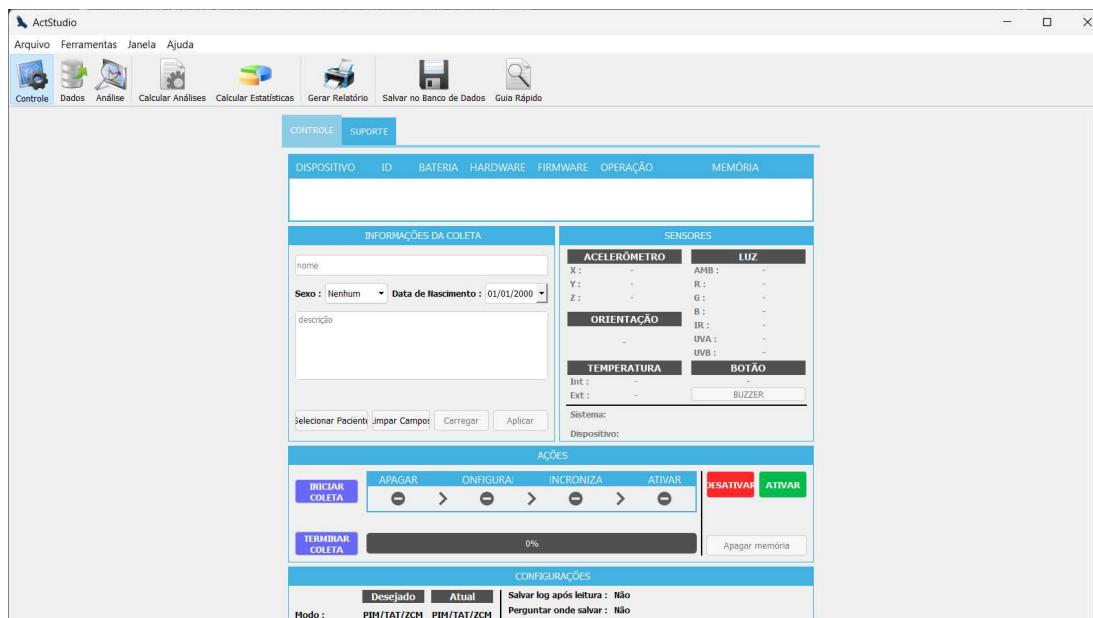 ActStudio
Arquivo Ferramentas Janela Ajuda
Controle Dados Análise Calcular Análises Calcular Estatísticas Gerar Relatório Salvar no Banco de Dados Guia Rápido
CONTROLE SUPORTE
DISPOSITIVO ID BATERIA HARDWARE FIRMWARE OPERAÇÃO MEMÓRIA
INFORMAÇÕES DA COLETA
nome
Sexo : Nenhum Data de Nascimento : 01/01/2000
descrição
Selecionar Paciente impar Campos Carregar Aplicar
SENSORES
ACELERÔMETRO
X : -
Y : -
Z : -
ORIENTAÇÃO
-
TEMPERATURA
Int : -
Ext : -
LUZ
AMB : -
R : -
G : -
B : -
IR : -
UVA : -
UVB : -
BOTÃO
-
BUZZER
Sistema:
Dispositivo:
AÇÕES
INICIAR
COLETA
APAGAR ONFIGURA INCRONIZA ATIVAR
DESATIVAR ATIVAR
TERMINAR
COLETA
0%
Apagar memória
CONFIGURAÇÕES
Desejado Atual
Modo : PIM/TAT/ZCM PIM/TAT/ZCM
Salvar log após leitura : Não
Perguntar onde salvar : Não